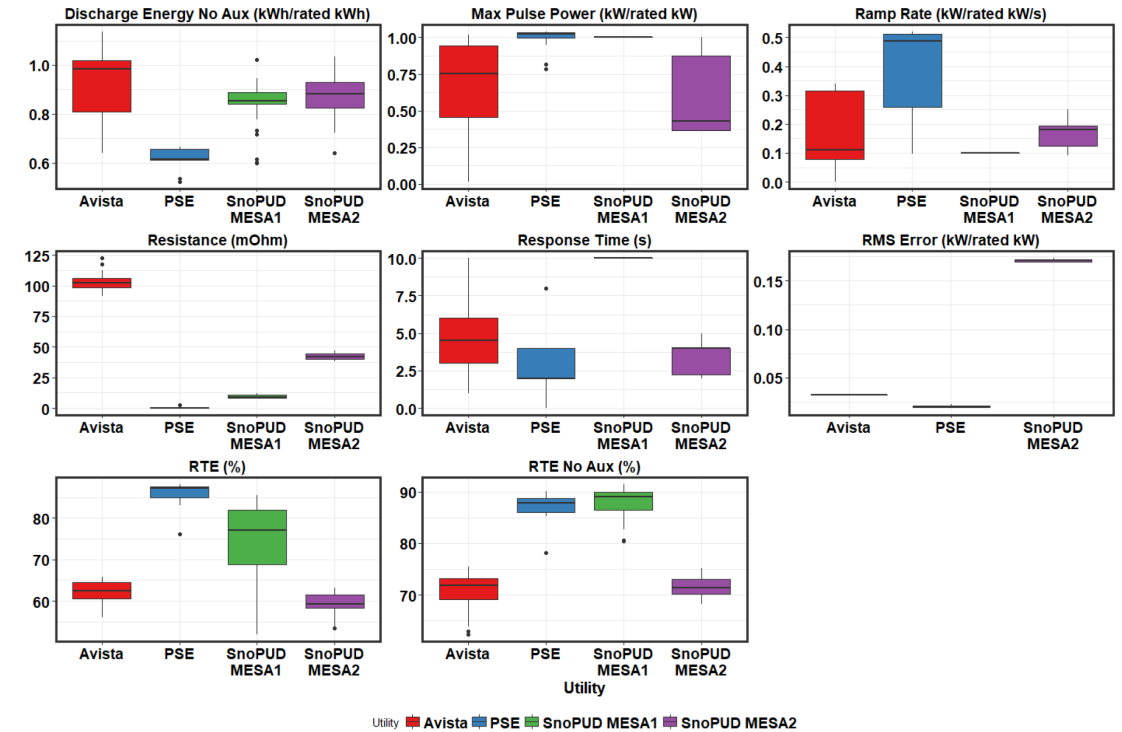 Discharge Energy No Aux (kWh/rated kWh)
1.0
0.8
0.6
Avista PSE SnoPUD MESA1 SnoPUD MESA2
Max Pulse Power (kW/rated kW)
1.00
0.75
0.50
0.25
0.00
Avista PSE SnoPUD MESA1 SnoPUD MESA2
Ramp Rate (kW/rated kW/s)
0.5
0.4
0.3
0.2
0.1
0.0
Avista PSE SnoPUD MESA1 SnoPUD MESA2
Resistance (mOhm)
125
100
75
50
25
0
Avista PSE SnoPUD MESA1 SnoPUD MESA2
Response Time (s)
10.0
7.5
5.0
2.5
0.0
Avista PSE SnoPUD MESA1 SnoPUD MESA2
RMS Error (kW/rated kW)
0.15
0.10
0.05
Avista PSE SnoPUD MESA2
RTE (%)
80
70
60
Avista PSE SnoPUD MESA1 SnoPUD MESA2
RTE No Aux (%)
90
80
70
Avista PSE SnoPUD MESA1 SnoPUD MESA2
Utility
Utility Avista PSE SnoPUD MESA1 SnoPUD MESA2